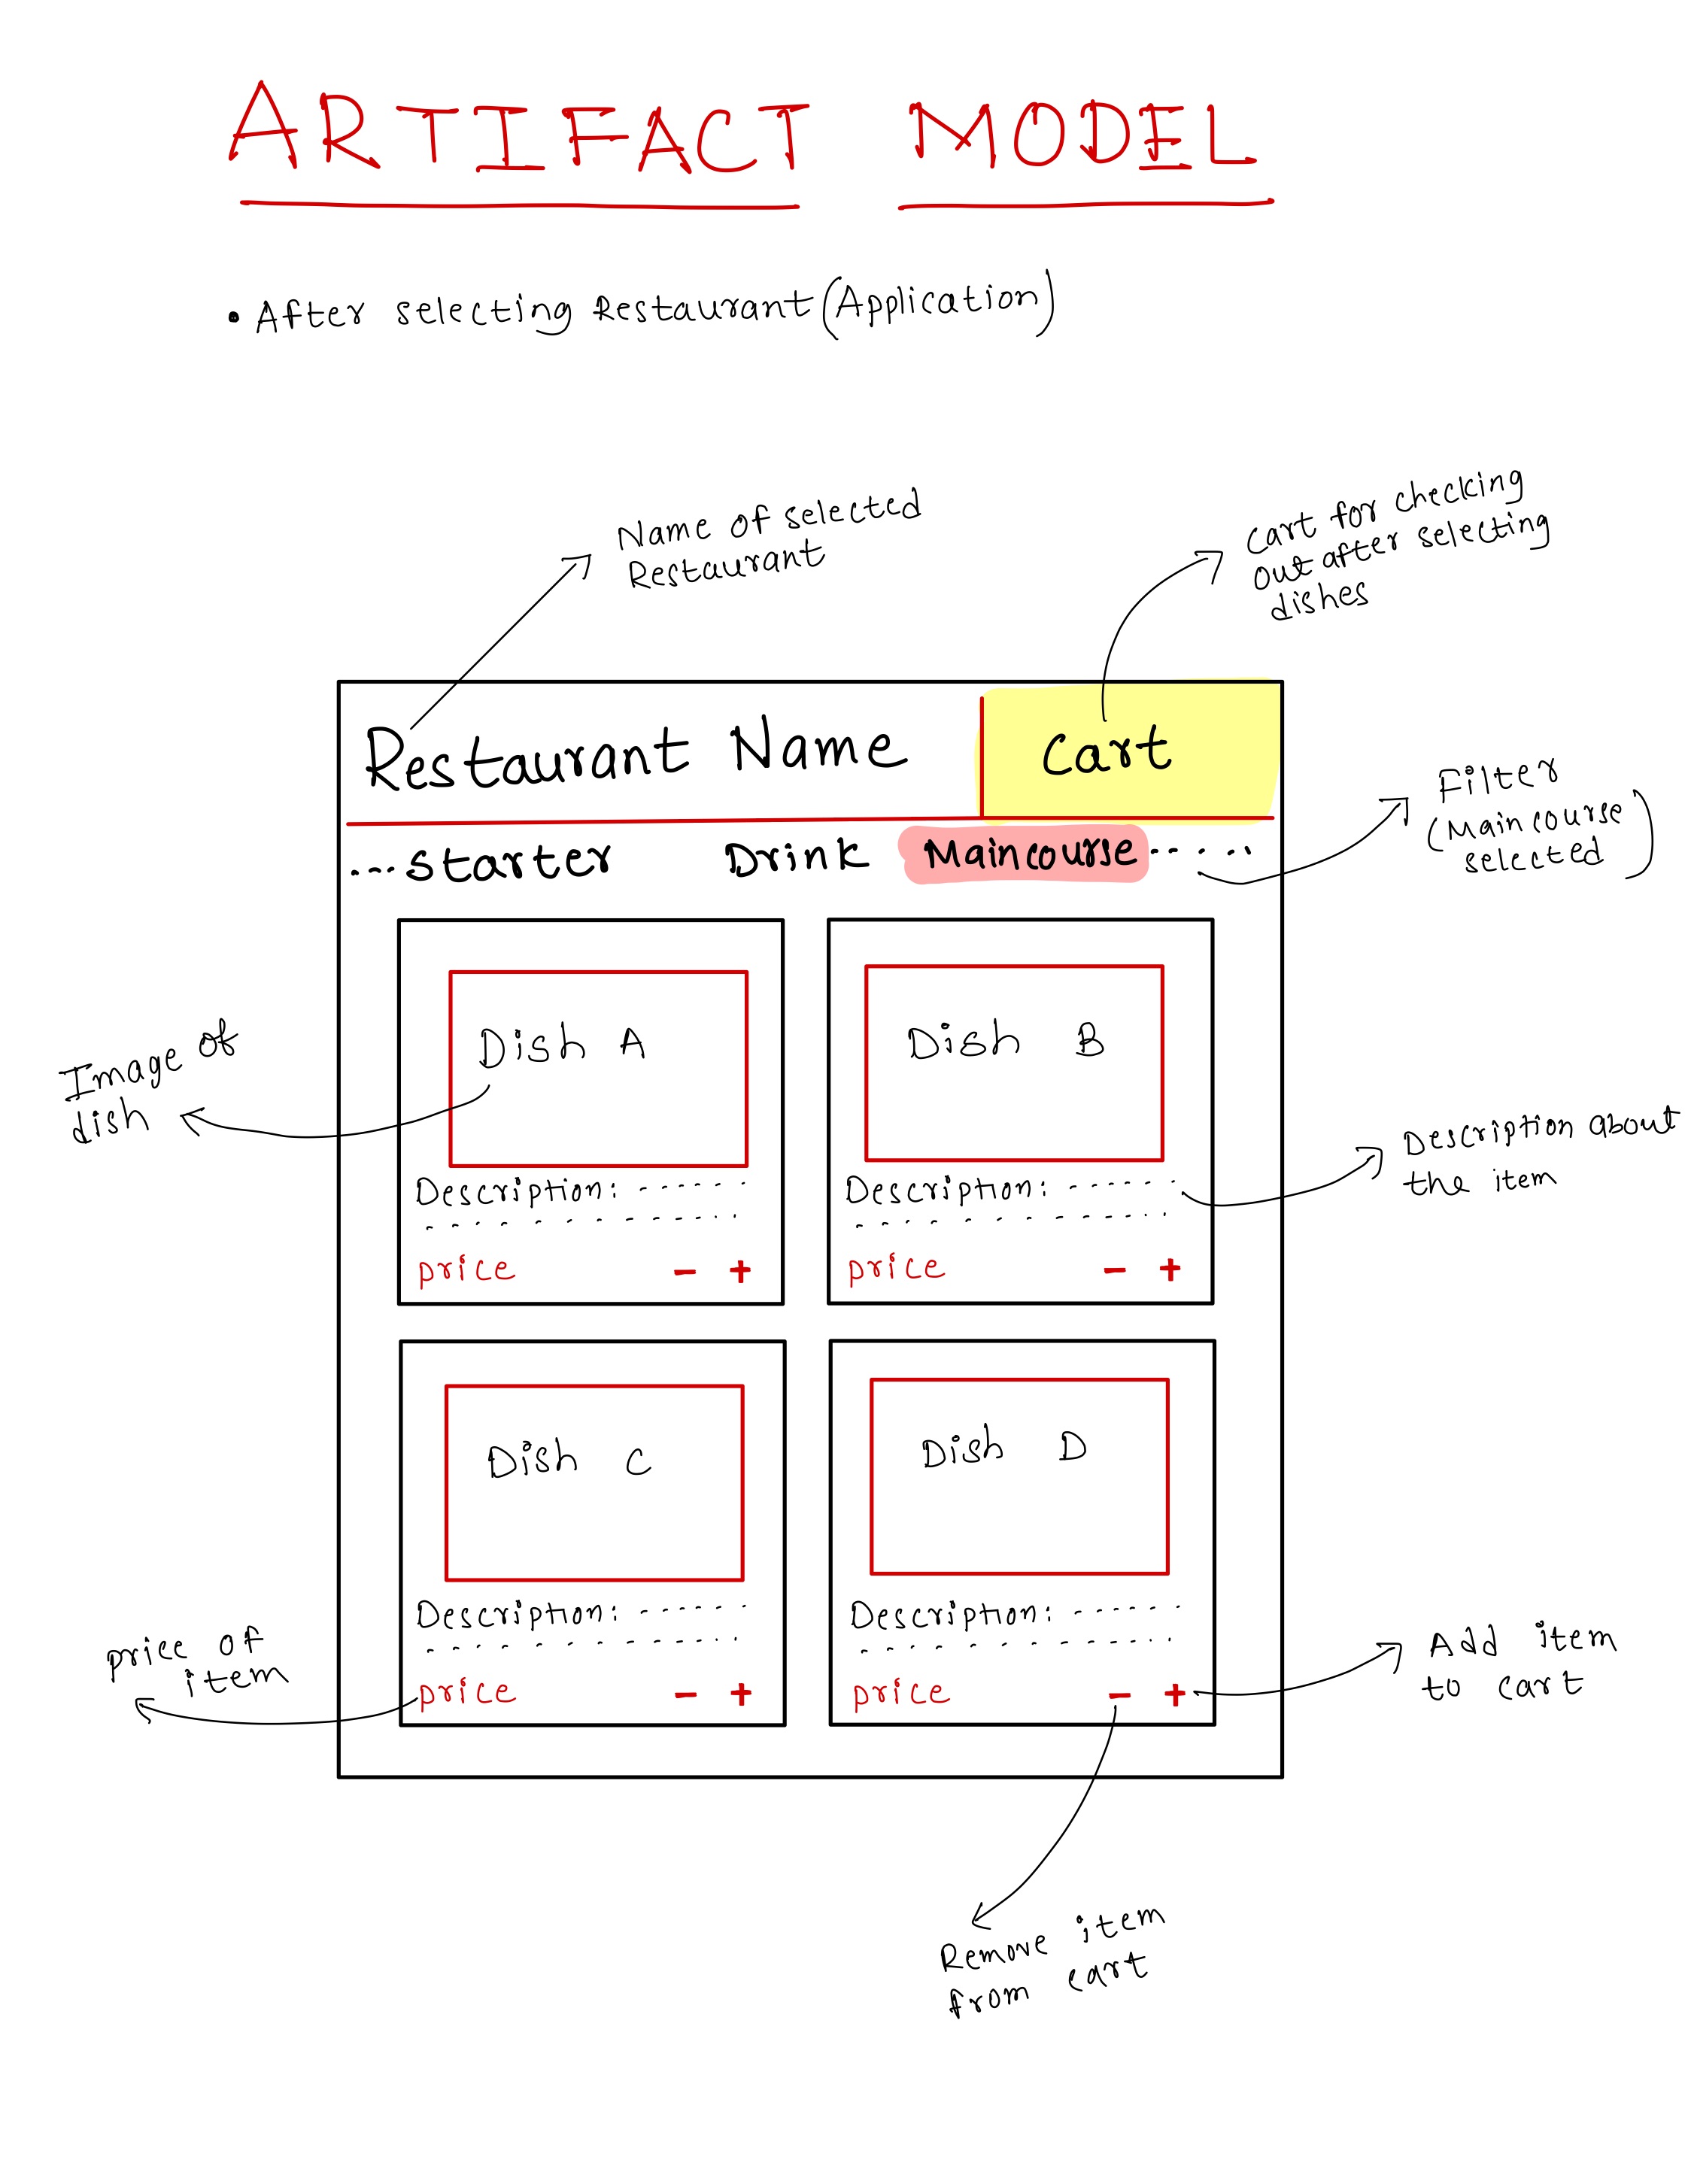 ARTIFACT MODEL
• After selecting Restaurant (Application)
Name of selected
Restaurant
Cart for checking
out after selecting
dishes
Restaurant Name
Cart
Filter
(Main course
selected)
...starter Drink Maincourse.....
Dish A
Dish B
Image of
dish
Description: ------
Description: ------
Description about
the item
price - +
price - +
Dish C
Dish D
Description: ------
Description: ------
price of
item
price - +
price - +
Add item
to cart
Remove item
from cart